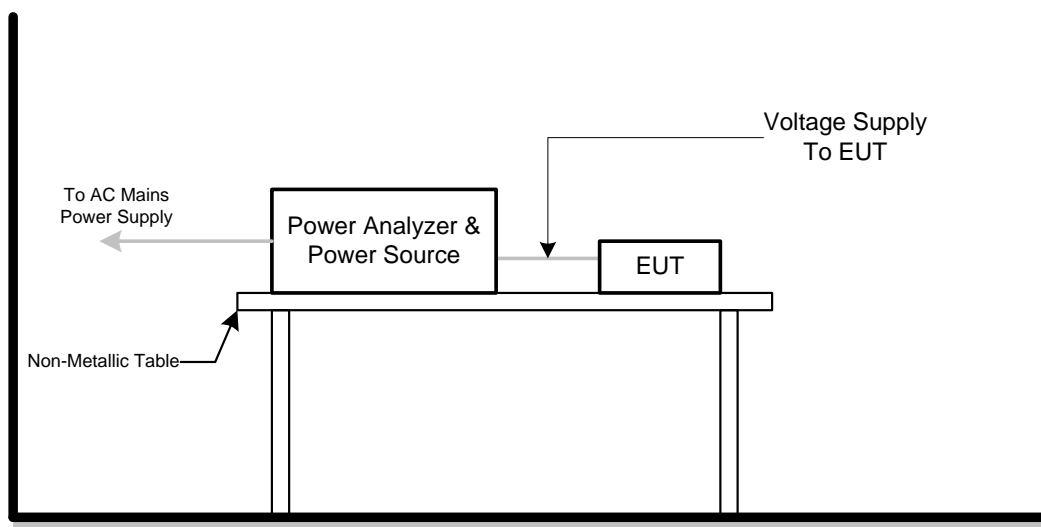 Voltage Supply
To EUT
To AC Mains
Power Supply
Power Analyzer &
Power Source
EUT
Non-Metallic Table